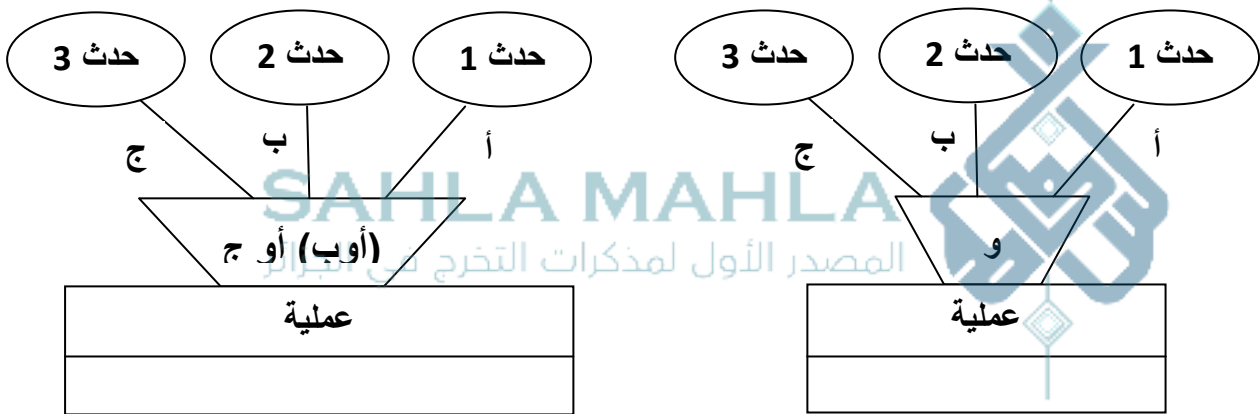 حدث 1 حدث 2 حدث 3
أ ب ج
و
عملية
حدث 1 حدث 2 حدث 3
أ ب ج
(أوب) أو ج
عملية
SAHLA MAHLA
المصدر الأول لمذكرات التخرج في الجزائر